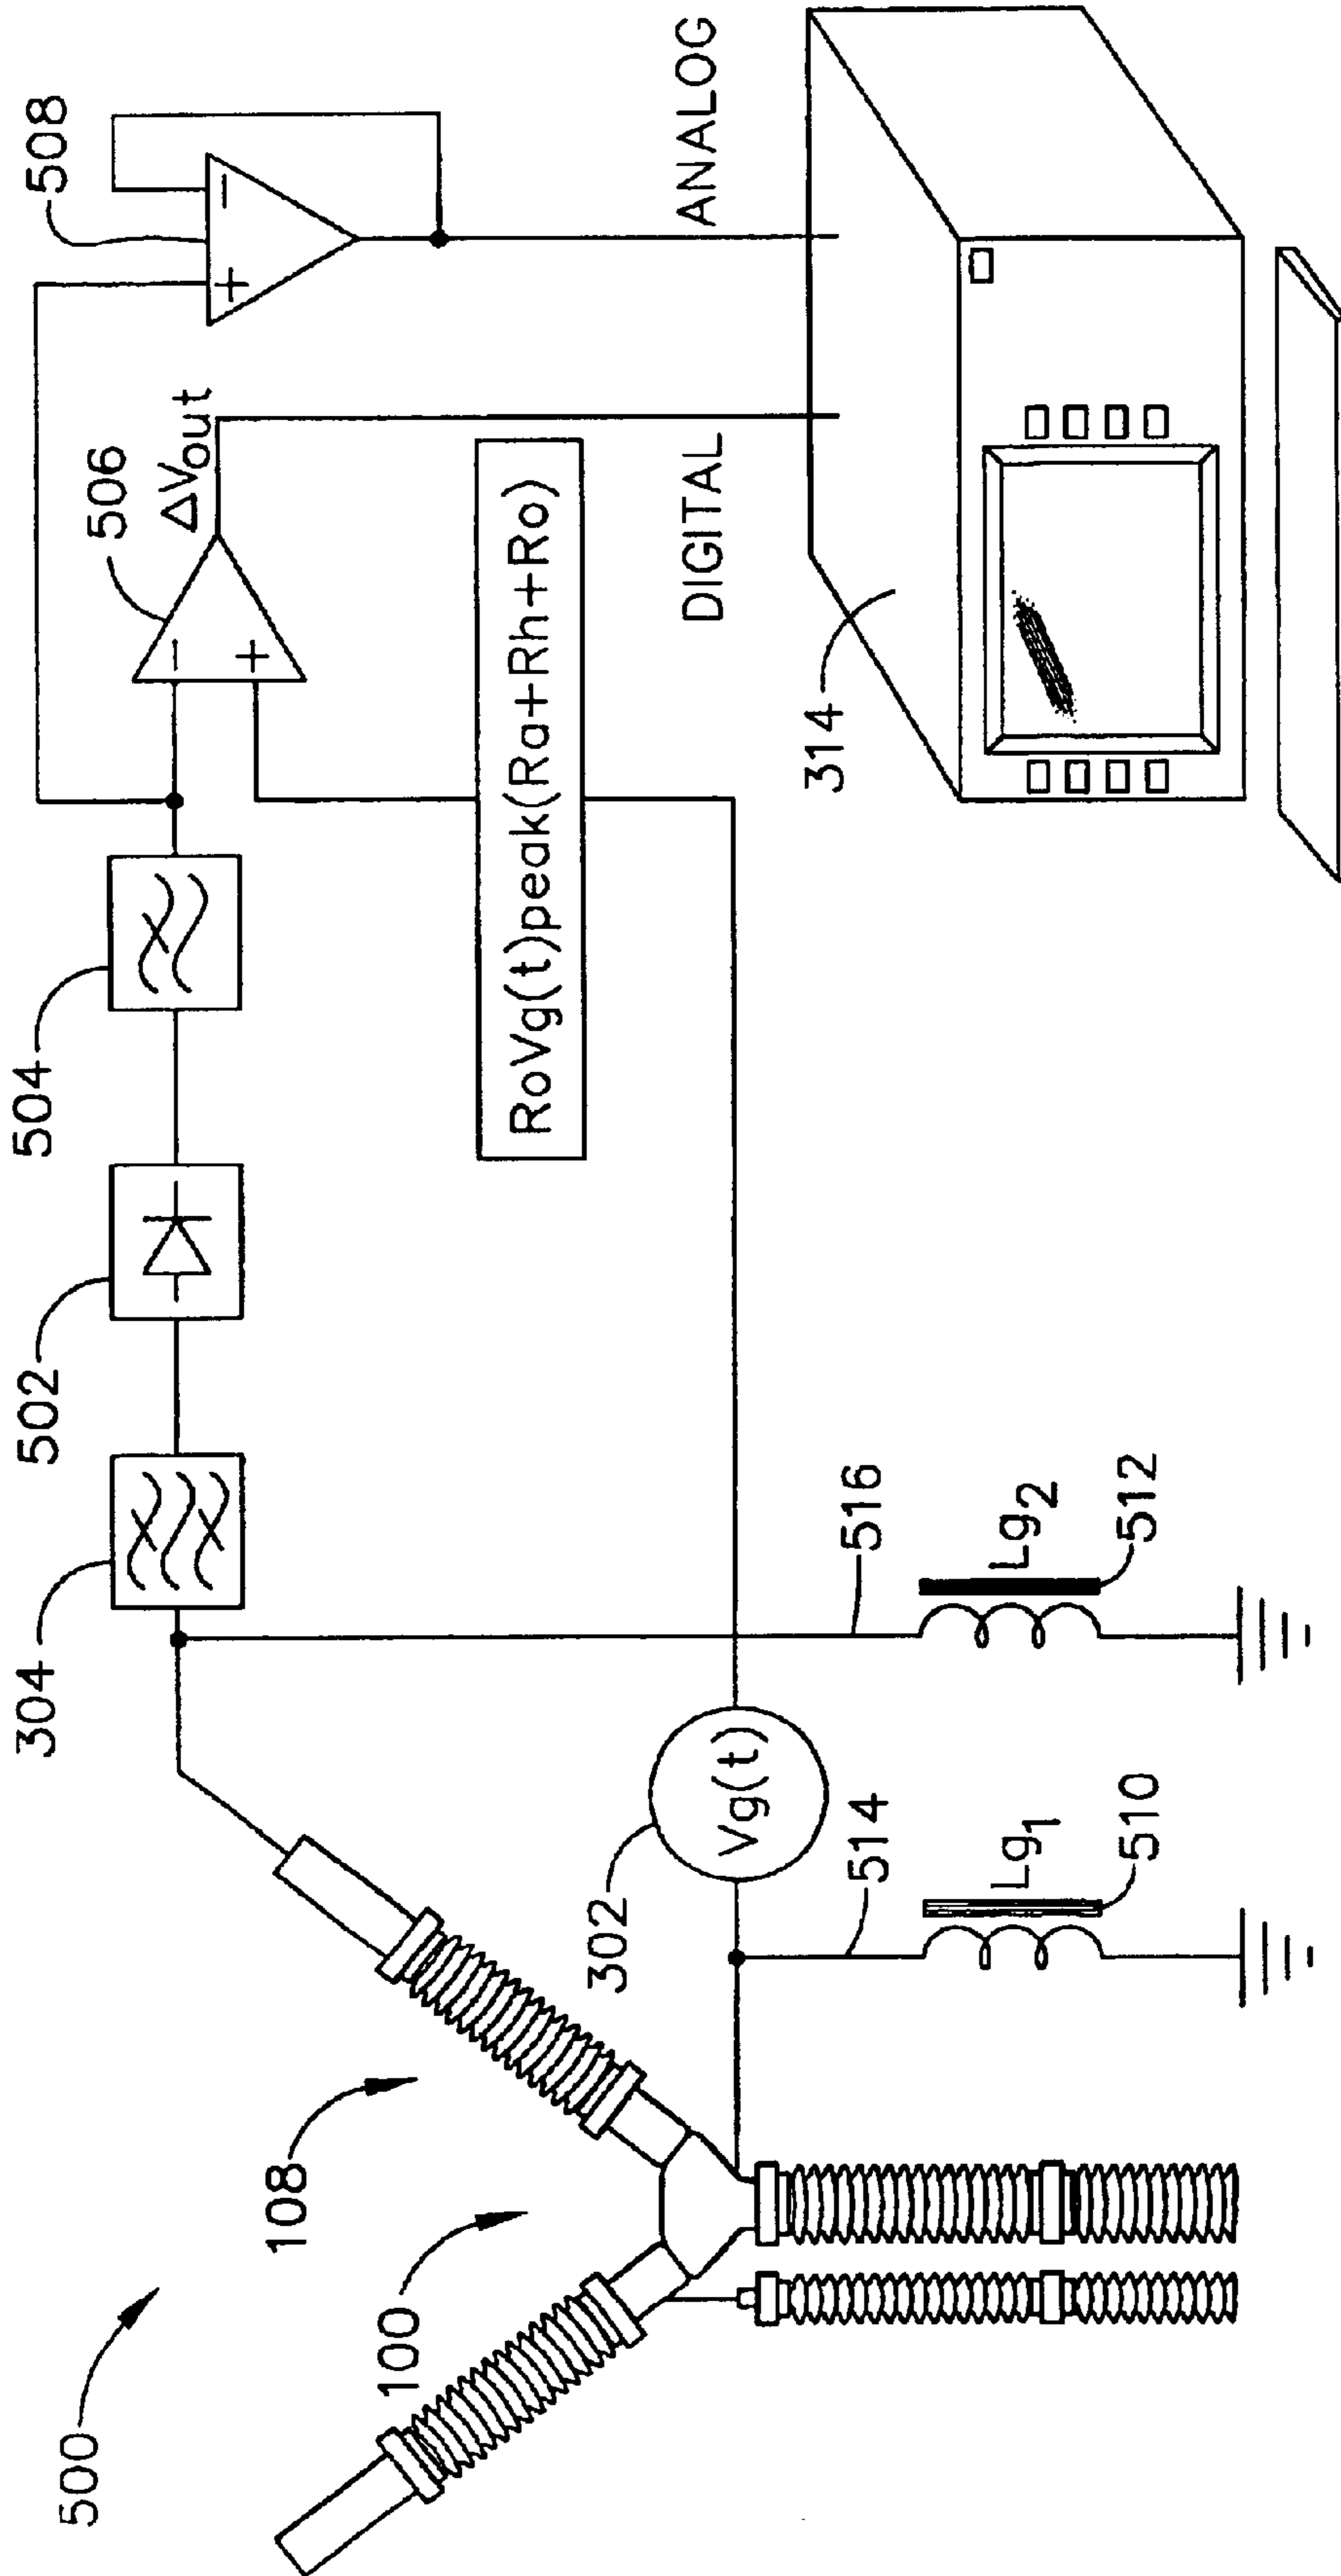 500
100
108
304
502
504
506
ΔVout
508
RoVg(t)peak(Ra+Rh+Ro)
302
Vg(t)
514
516
Lg1
510
Lg2
512
DIGITAL
ANALOG
314